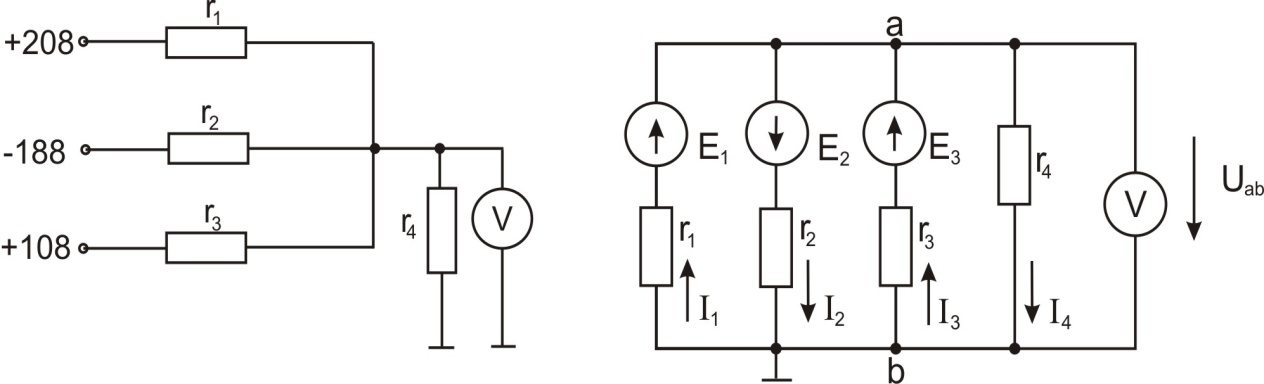 r₁
+208
r₂
-188
r₃
+108
r₄
V
a
E₁
E₂
E₃
r₄
V
Uₐb
r₁
r₂
r₃
I₁
I₂
I₃
I₄
b